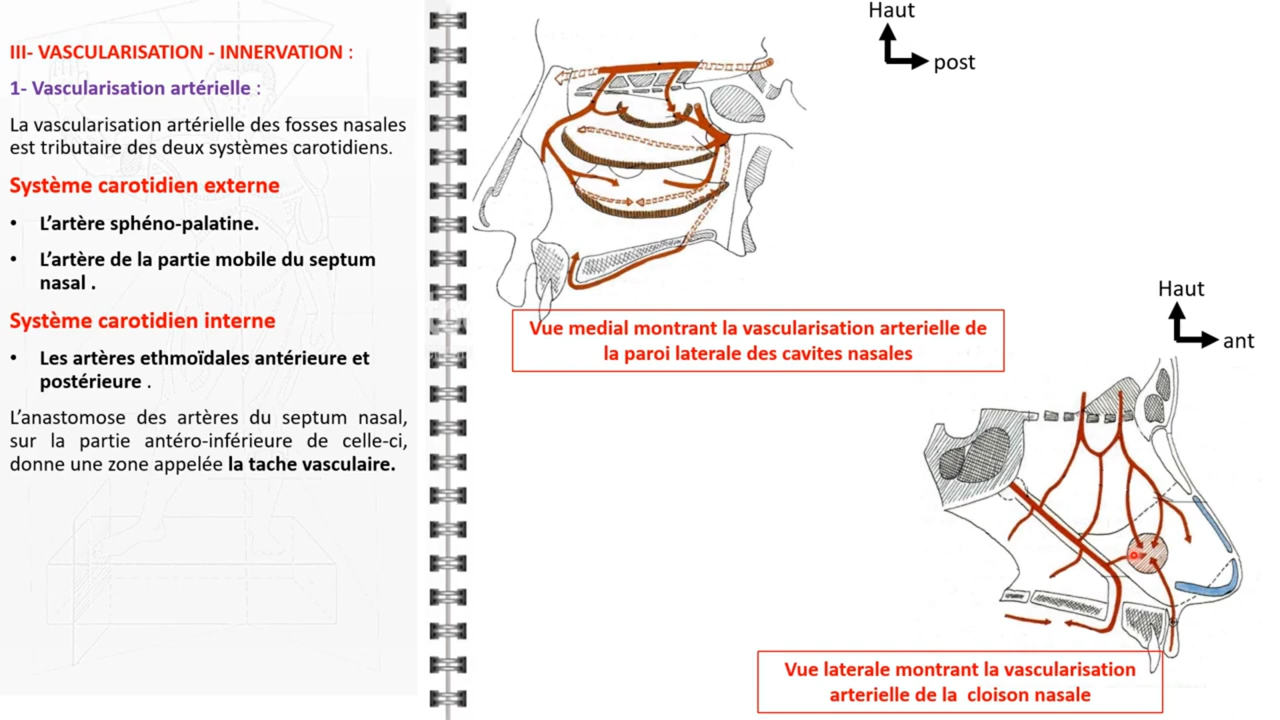 III- VASCULARISATION - INNERVATION :
1- Vascularisation artérielle :
La vascularisation artérielle des fosses nasales
est tributaire des deux systèmes carotidiens.
Système carotidien externe
• L’artère sphéno-palatine.
• L’artère de la partie mobile du septum
nasal .
Système carotidien interne
• Les artères ethmoïdales antérieure et
postérieure .
L’anastomose des artères du septum nasal,
sur la partie antéro-inférieure de celle-ci,
donne une zone appelée la tache vasculaire.
Haut
post
Vue medial montrant la vascularisation arterielle de
la paroi laterale des cavites nasales
Haut
ant
Vue laterale montrant la vascularisation
arterielle de la cloison nasale